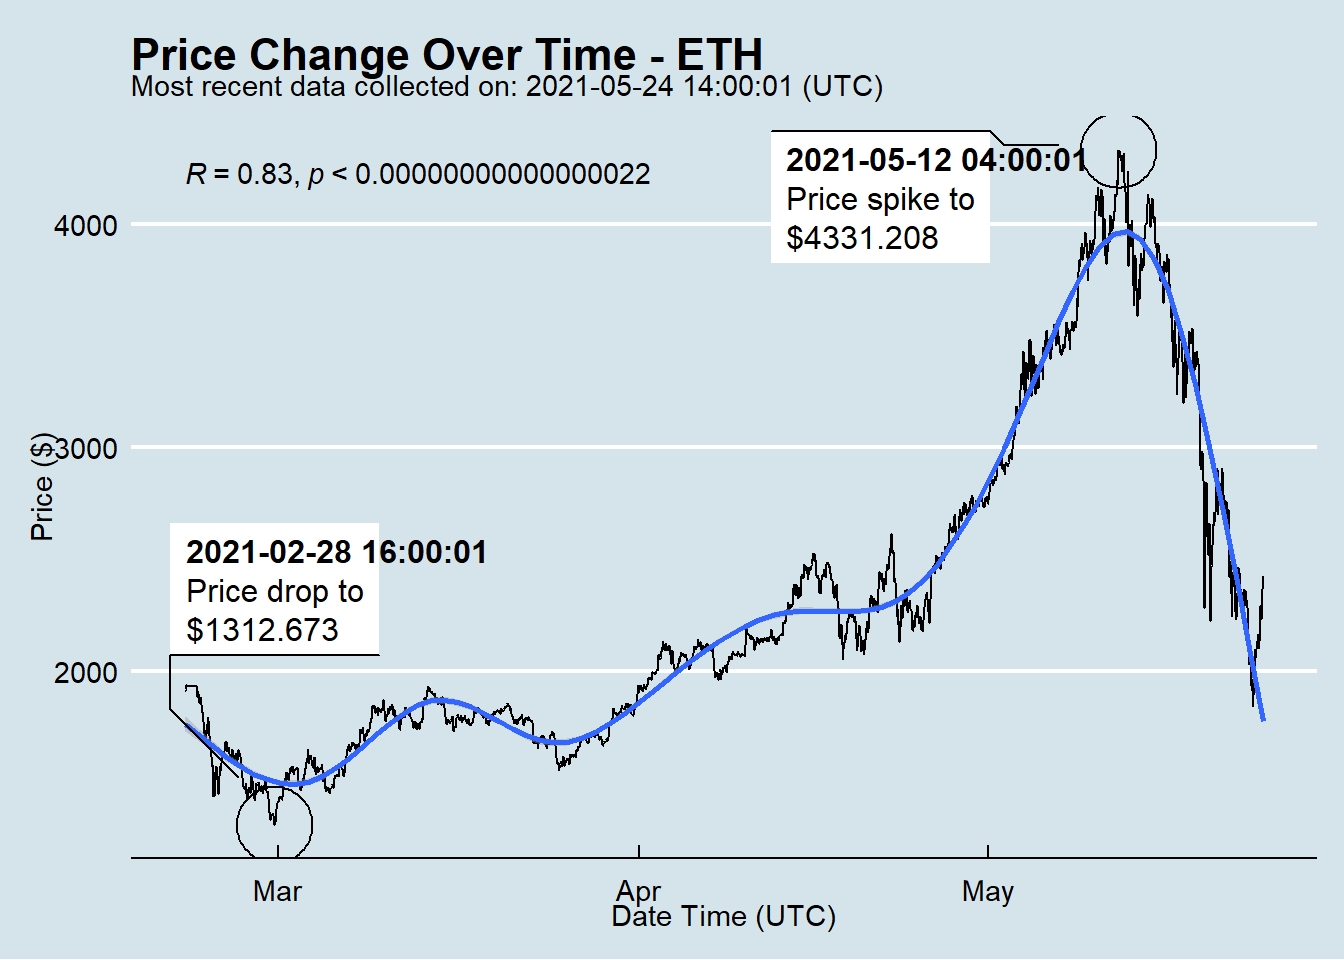 Price Change Over Time - ETH
Most recent data collected on: 2021-05-24 14:00:01 (UTC)
R = 0.83, p < 0.00000000000000022
2021-05-12 04:00:01
Price spike to
$4331.208
4000
3000
2000
Price ($)
2021-02-28 16:00:01
Price drop to
$1312.673
Mar
Apr
May
Date Time (UTC)